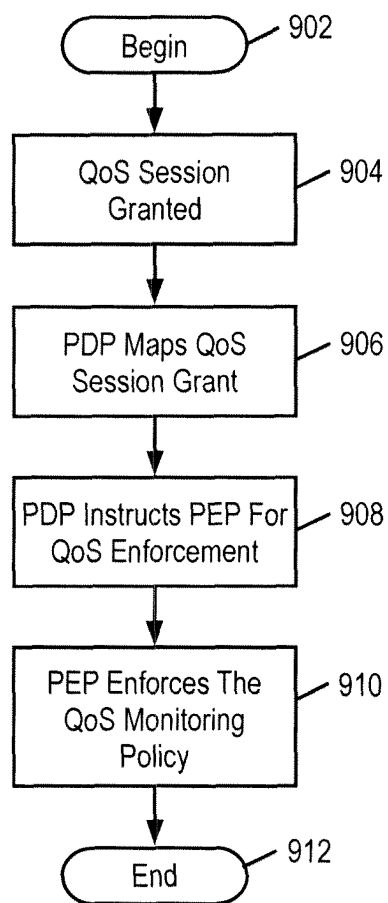 Begin
902
QoS Session
Granted
904
PDP Maps QoS
Session Grant
906
PDP Instructs PEP For
QoS Enforcement
908
PEP Enforces The
QoS Monitoring
Policy
910
End
912